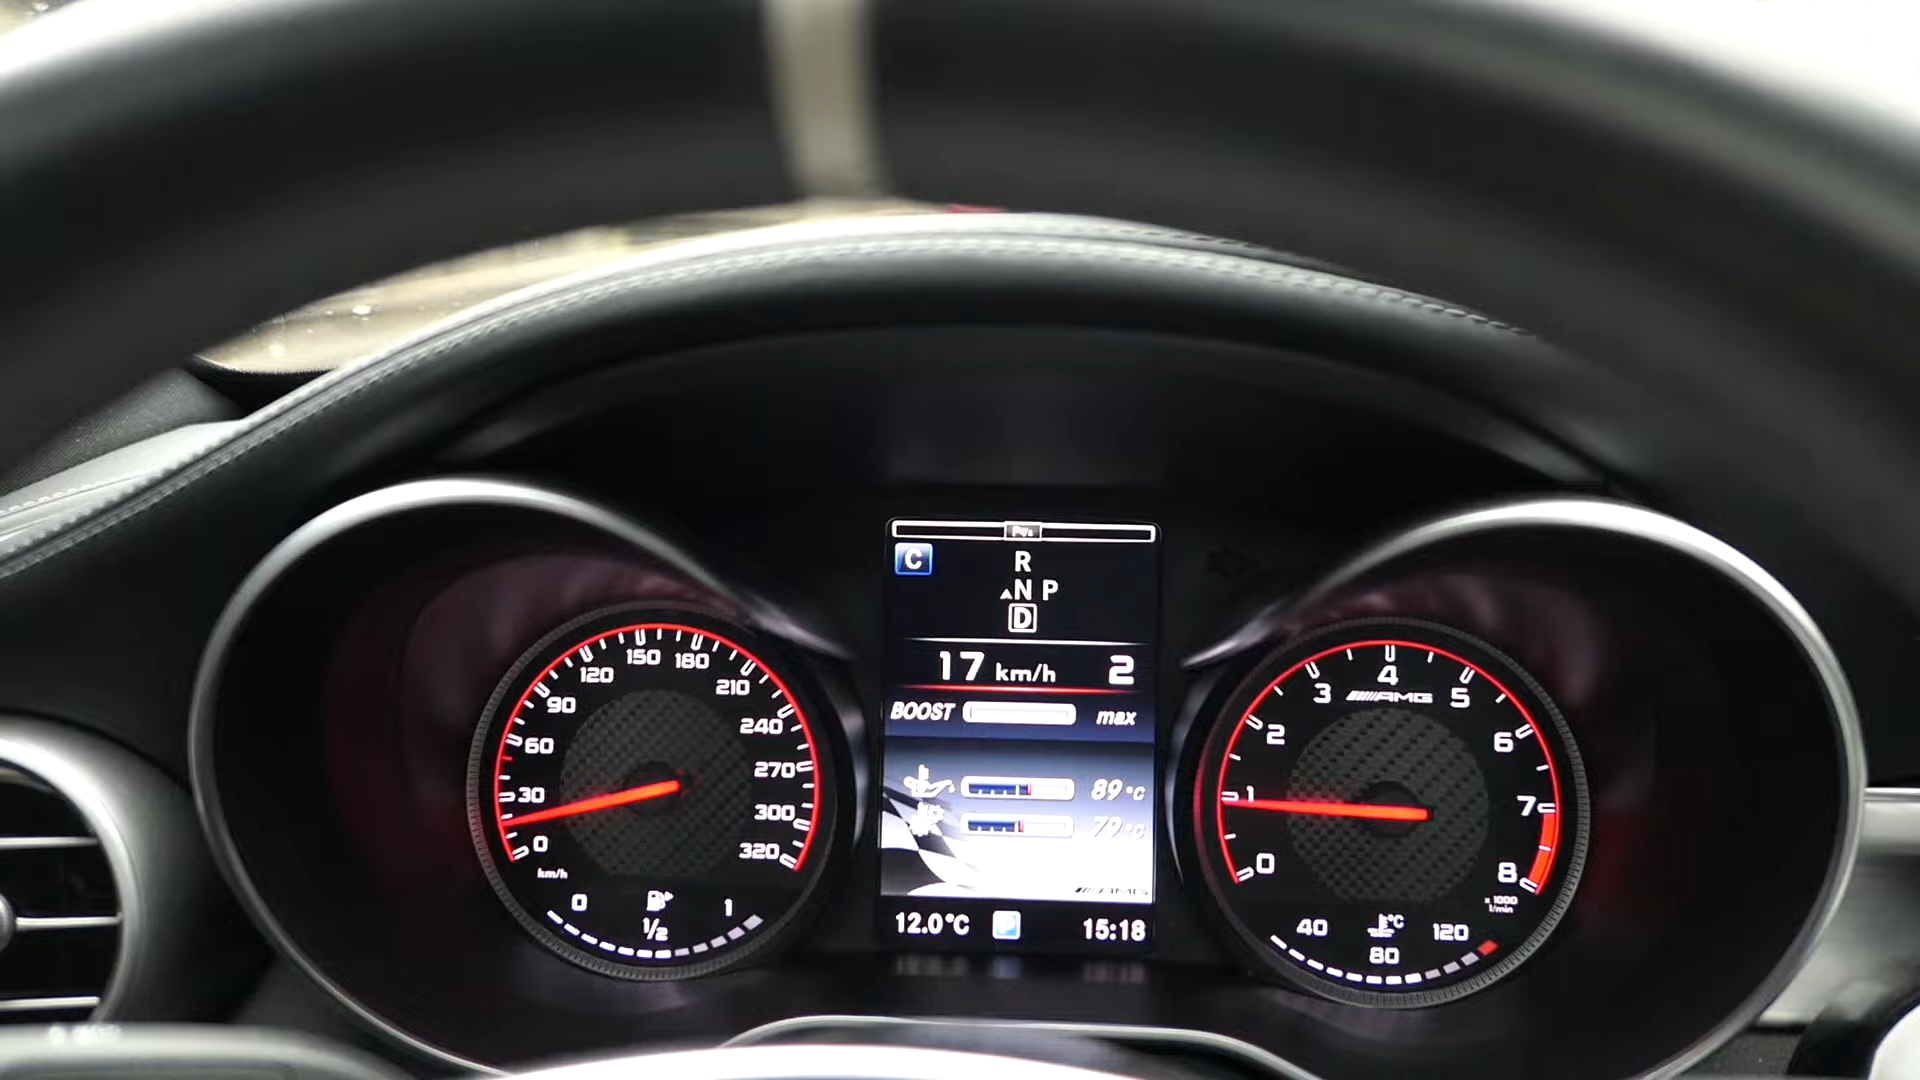 C
R
N P
D
17 km/h 2
BOOST max
89 °C
79 °C
AMG
12.0°C P 15:18
0
30
60
90
120
150
180
210
240
270
300
320
km/h
0 1/2 1
0
1
2
3
4
5
6
7
8
AMG
x 1000
1/min
40 80 120
°C